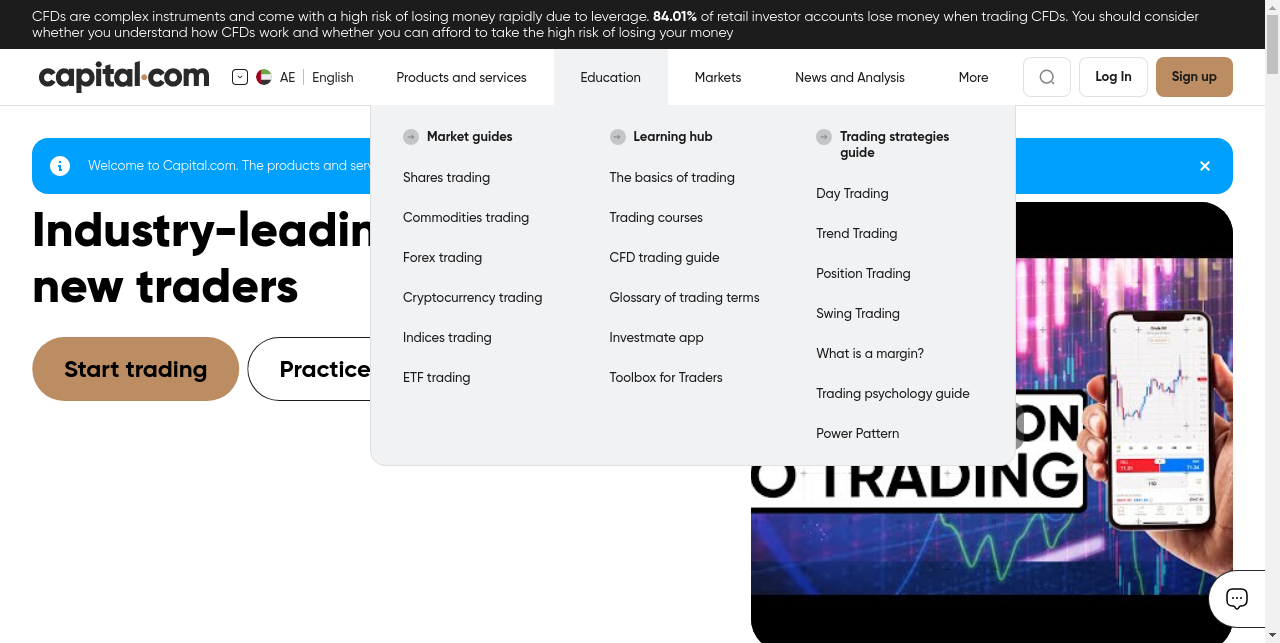 CFDs are complex instruments and come with a high risk of losing money rapidly due to leverage. 84.01% of retail investor accounts lose money when trading CFDs. You should consider
whether you understand how CFDs work and whether you can afford to take the high risk of losing your money
capital.com
AE
English
Products and services
Education
Markets
News and Analysis
More
Log In
Sign up
Market guides
Shares trading
Commodities trading
Forex trading
Cryptocurrency trading
Indices trading
ETF trading
Learning hub
The basics of trading
Trading courses
CFD trading guide
Glossary of trading terms
Investmate app
Toolbox for Traders
Trading strategies
guide
Day Trading
Trend Trading
Position Trading
Swing Trading
What is a margin?
Trading psychology guide
Power Pattern
Welcome to Capital.com. The products and
Industry-leadin
new traders
Start trading
Practice
ON
O TRADING